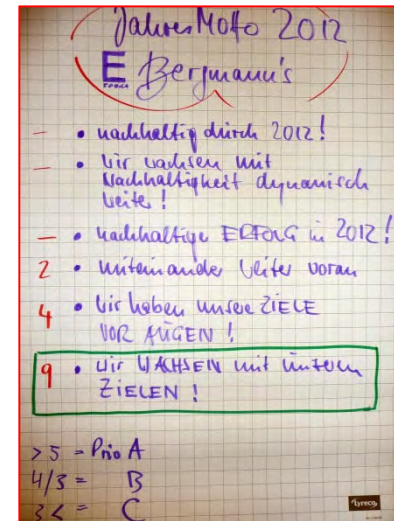 JahresMotto 2012
E Bergmann's
– • nachhaltig durch 2012!
– • Wir wachsen mit
Nachhaltigkeit dynamisch
weiter!
– • nachhaltige ERFOLG in 2012!
2 • miteinander weiter voran
4 • Wir haben unsere ZIELE
VOR AUGEN!
9 • Wir WACHSEN mit unseren
ZIELEN!
> 5 = Prio A
4/3 = B
3 < = C
lyreco